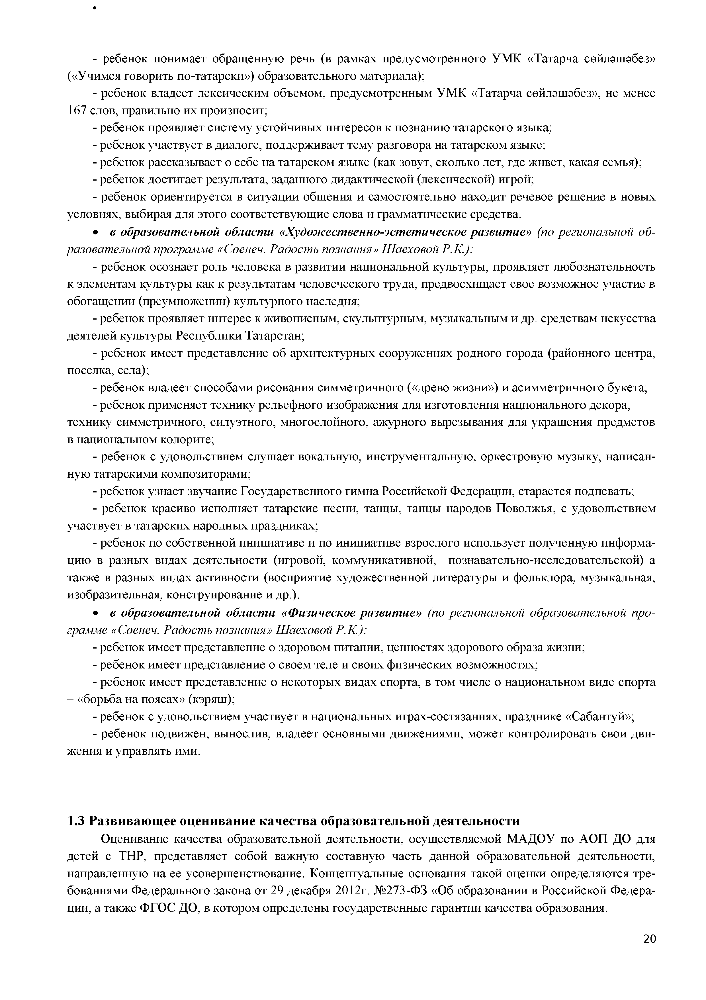 •
- ребенок понимает обращенную речь (в рамках предусмотренного УМК «Татарча сөйләшәбез»
(«Учимся говорить по-татарски») образовательного материала);
- ребенок владеет лексическим объемом, предусмотренным УМК «Татарча сөйләшәбез», не менее
167 слов, правильно их произносит;
- ребенок проявляет систему устойчивых интересов к познанию татарского языка;
- ребенок участвует в диалоге, поддерживает тему разговора на татарском языке;
- ребенок рассказывает о себе на татарском языке (как зовут, сколько лет, где живет, какая семья);
- ребенок достигает результата, заданного дидактической (лексической) игрой;
- ребенок ориентируется в ситуации общения и самостоятельно находит речевое решение в новых
условиях, выбирая для этого соответствующие слова и грамматические средства.
• в образовательной области «Художественно-эстетическое развитие» (по региональной об-
разовательной программе «Сөенеч. Радость познания» Шаеховой Р.К.):
- ребенок осознает роль человека в развитии национальной культуры, проявляет любознательность
к элементам культуры как к результатам человеческого труда, предвосхищает свое возможное участие в
обогащении (преумножении) культурного наследия;
- ребенок проявляет интерес к живописным, скульптурным, музыкальным и др. средствам искусства
деятелей культуры Республики Татарстан;
- ребенок имеет представление об архитектурных сооружениях родного города (районного центра,
поселка, села);
- ребенок владеет способами рисования симметричного («древо жизни») и асимметричного букета;
- ребенок применяет технику рельефного изображения для изготовления национального декора,
технику симметричного, силуэтного, многослойного, ажурного вырезывания для украшения предметов
в национальном колорите;
- ребенок с удовольствием слушает вокальную, инструментальную, оркестровую музыку, написан-
ную татарскими композиторами;
- ребенок узнает звучание Государственного гимна Российской Федерации, старается подпевать;
- ребенок красиво исполняет татарские песни, танцы, танцы народов Поволжья, с удовольствием
участвует в татарских народных праздниках;
- ребенок по собственной инициативе и по инициативе взрослого использует полученную информа-
цию в разных видах деятельности (игровой, коммуникативной, познавательно-исследовательской) а
также в разных видах активности (восприятие художественной литературы и фольклора, музыкальная,
изобразительная, конструирование и др.).
• в образовательной области «Физическое развитие» (по региональной образовательной про-
грамме «Сөенеч. Радость познания» Шаеховой Р.К.):
- ребенок имеет представление о здоровом питании, ценностях здорового образа жизни;
- ребенок имеет представление о своем теле и своих физических возможностях;
- ребенок имеет представление о некоторых видах спорта, в том числе о национальном виде спорта
– «борьба на поясах» (кэряш);
- ребенок с удовольствием участвует в национальных играх-состязаниях, празднике «Сабантуй»;
- ребенок подвижен, вынослив, владеет основными движениями, может контролировать свои дви-
жения и управлять ими.
1.3 Развивающее оценивание качества образовательной деятельности
Оценивание качества образовательной деятельности, осуществляемой МАДОУ по АОП ДО для
детей с ТНР, представляет собой важную составную часть данной образовательной деятельности,
направленную на ее усовершенствование. Концептуальные основания такой оценки определяются тре-
бованиями Федерального закона от 29 декабря 2012г. №273-ФЗ «Об образовании в Российской Федера-
ции, а также ФГОС ДО, в котором определены государственные гарантии качества образования.
20